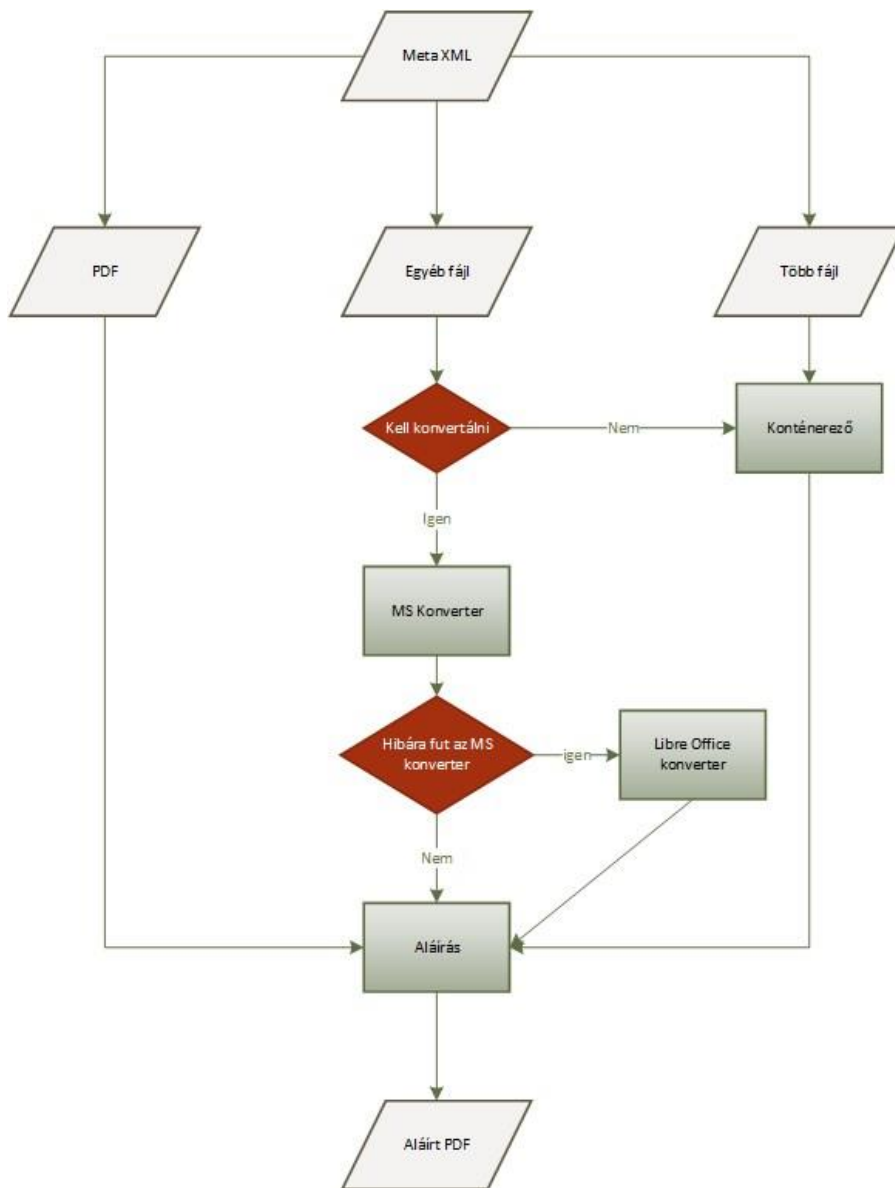 Meta XML
PDF
Egyéb fájl
Több fájl
Kell konvertálni
Nem
Konténerező
Igen
MS Konverter
Hibára fut az MS
konverter
igen
Libre Office
konverter
Nem
Aláírás
Aláírt PDF